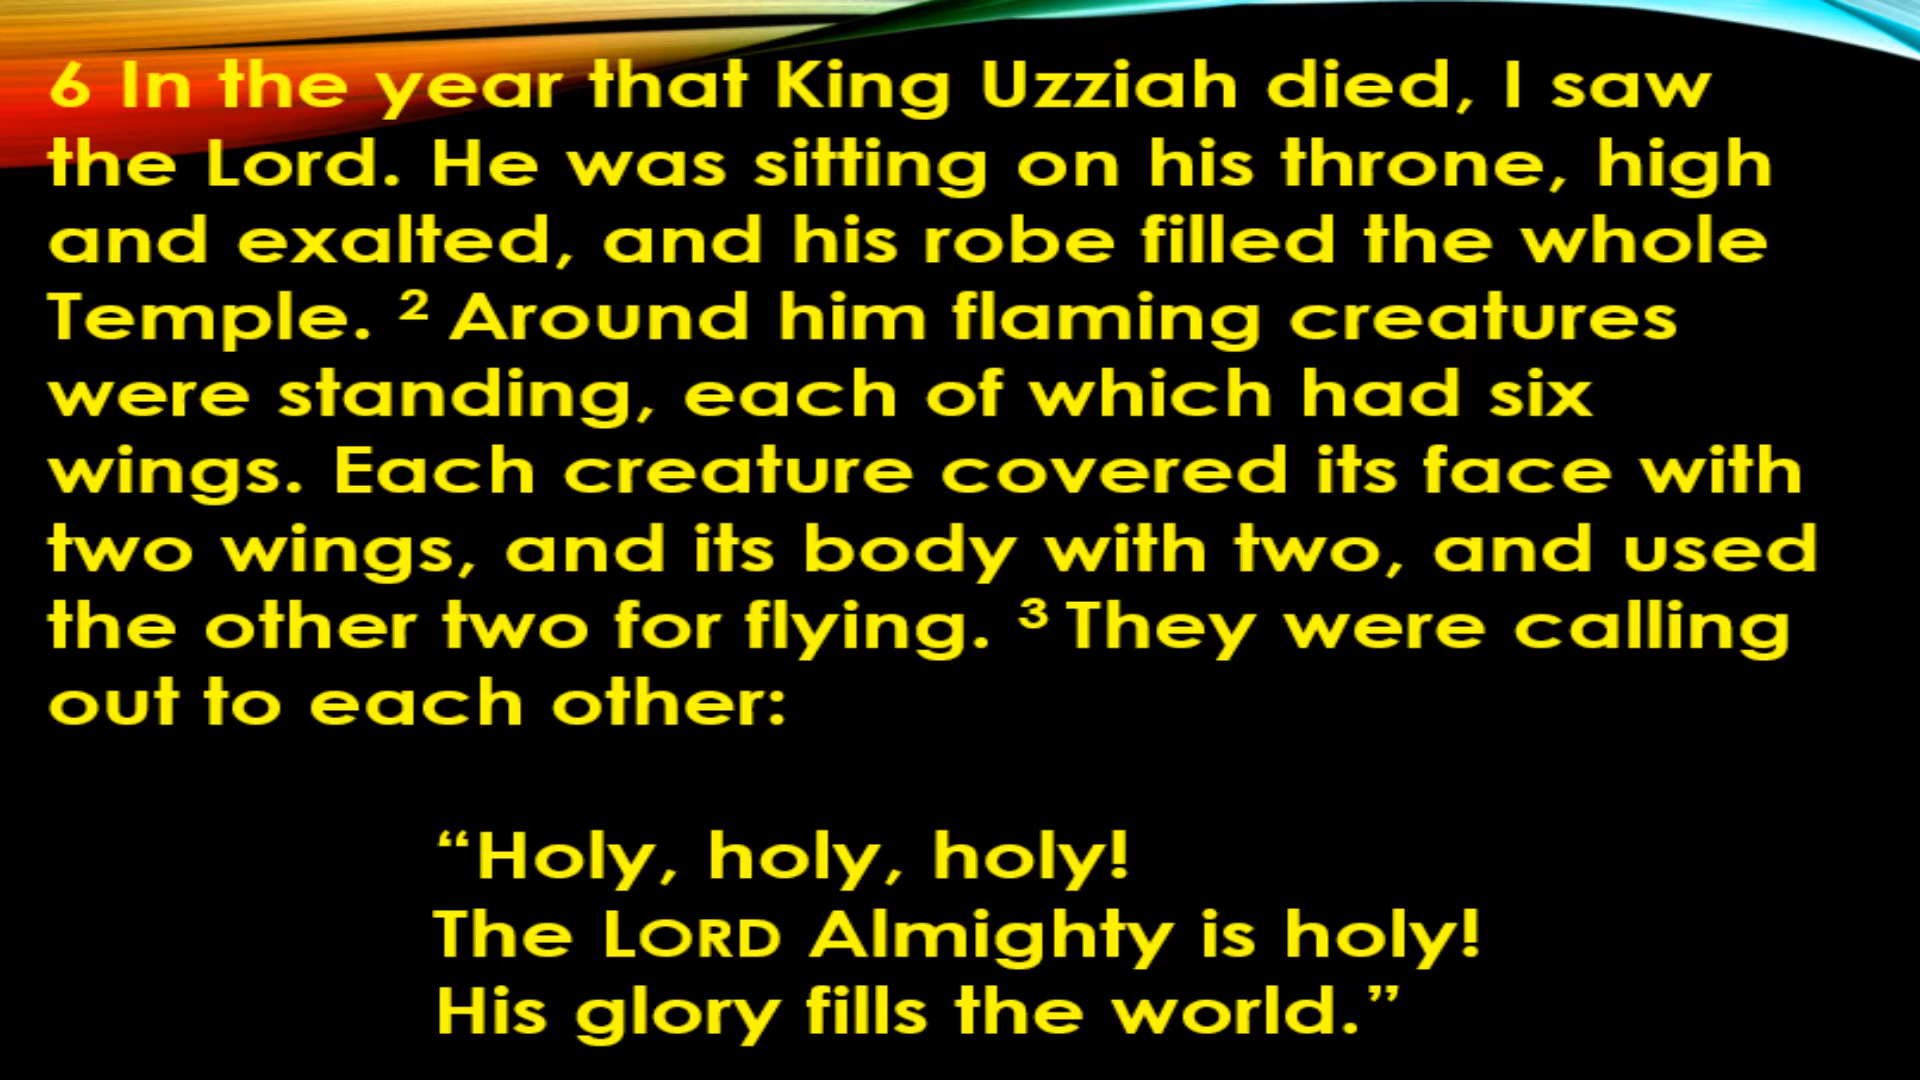 6 In the year that King Uzziah died, I saw
the Lord. He was sitting on his throne, high
and exalted, and his robe filled the whole
Temple. ² Around him flaming creatures
were standing, each of which had six
wings. Each creature covered its face with
two wings, and its body with two, and used
the other two for flying. ³ They were calling
out to each other:
“Holy, holy, holy!
The LORD Almighty is holy!
His glory fills the world.”